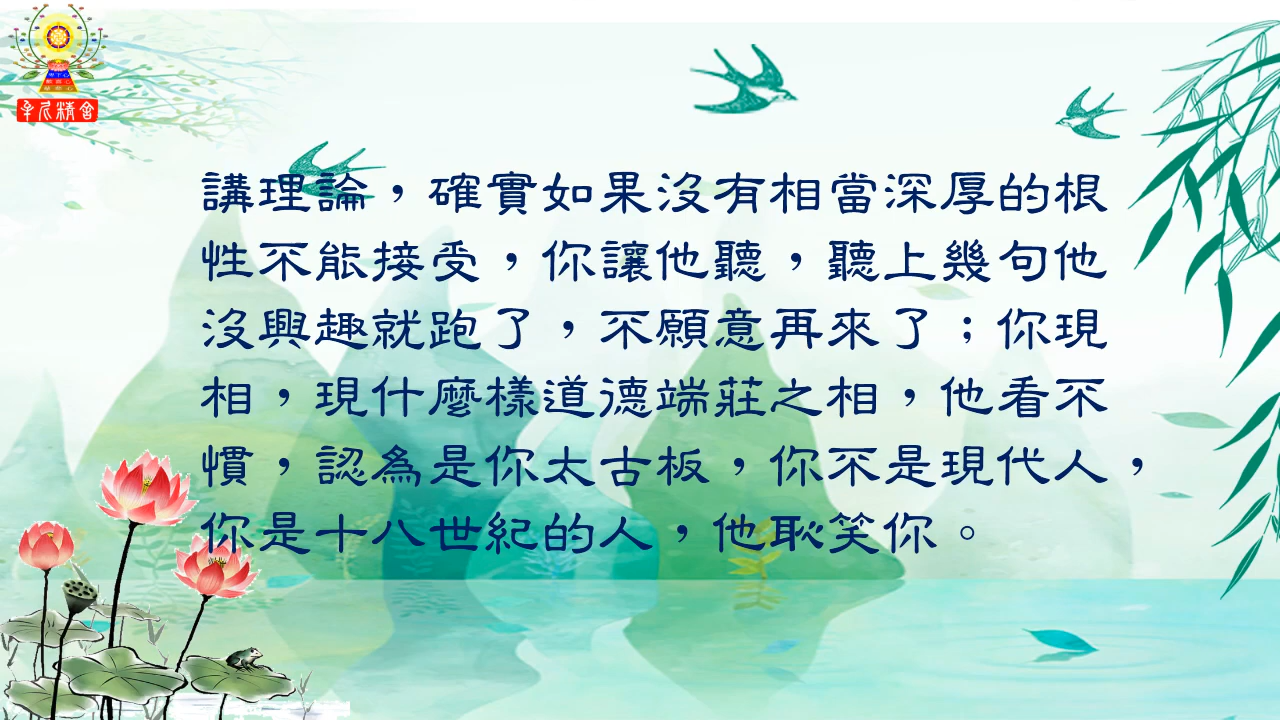 講理論，確實如果沒有相當深厚的根
性不能接受，你讓他聽，聽上幾句他
沒興趣就跑了，不願意再來了；你現
相，現什麼樣道德端莊之相，他看不
慣，認為是你太古板，你不是現代人，
你是十八世紀的人，他恥笑你。